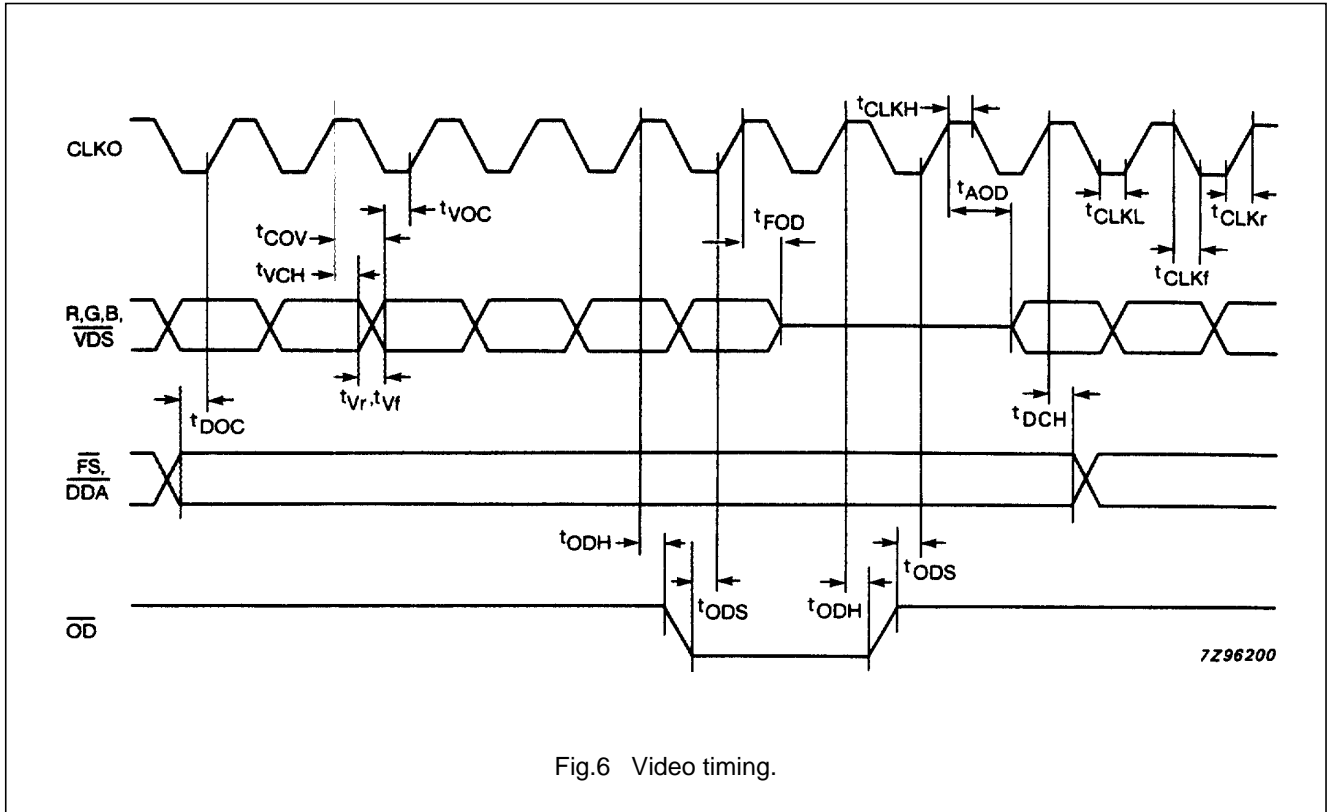 CLKO
tCLKH
tAOD
tVOC
tCOV
tVCH
tFOD
tCLKL
tCLKr
tCLKf
R,G,B,
VDS
tVr,tVf
tDOC
tDCH
FS,
DDA
tODH
tODS
tODS
tODH
OD
7Z96200
Fig.6 Video timing.